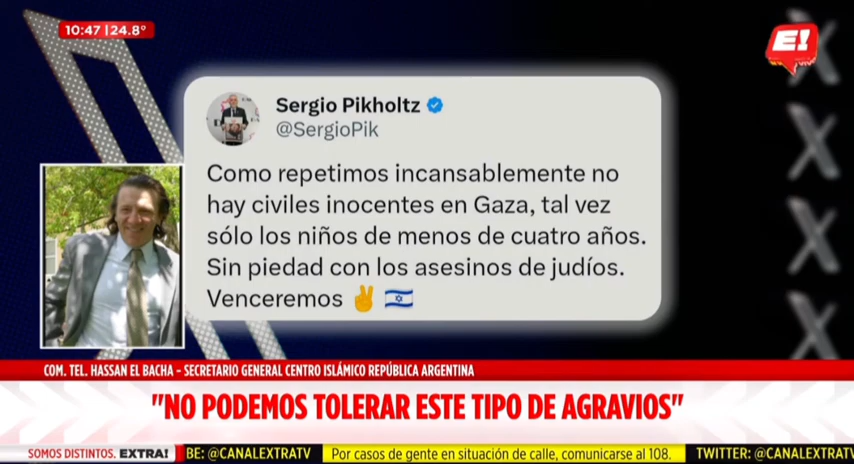 10:47 | 24.8°
E!
Sergio Pikholtz
@SergioPik
Como repetimos incansablemente no
hay civiles inocentes en Gaza, tal vez
sólo los niños de menos de cuatro años.
Sin piedad con los asesinos de judíos.
Venceremos ✌️ 🇮🇱
COM. TEL. HASSAN EL BACHA – SECRETARIO GENERAL CENTRO ISLÁMICO REPÚBLICA ARGENTINA
"NO PODEMOS TOLERAR ESTE TIPO DE AGRAVIOS"
SOMOS DISTINTOS. EXTRA! BE: @CANALEXTRATV Por casos de gente en situación de calle, comunicarse al 108. TWITTER: @CANALEXTRATV